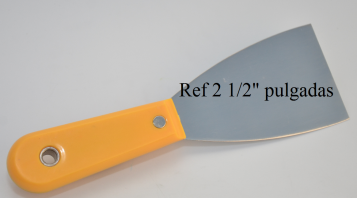 Ref 2 1/2" pulgadas